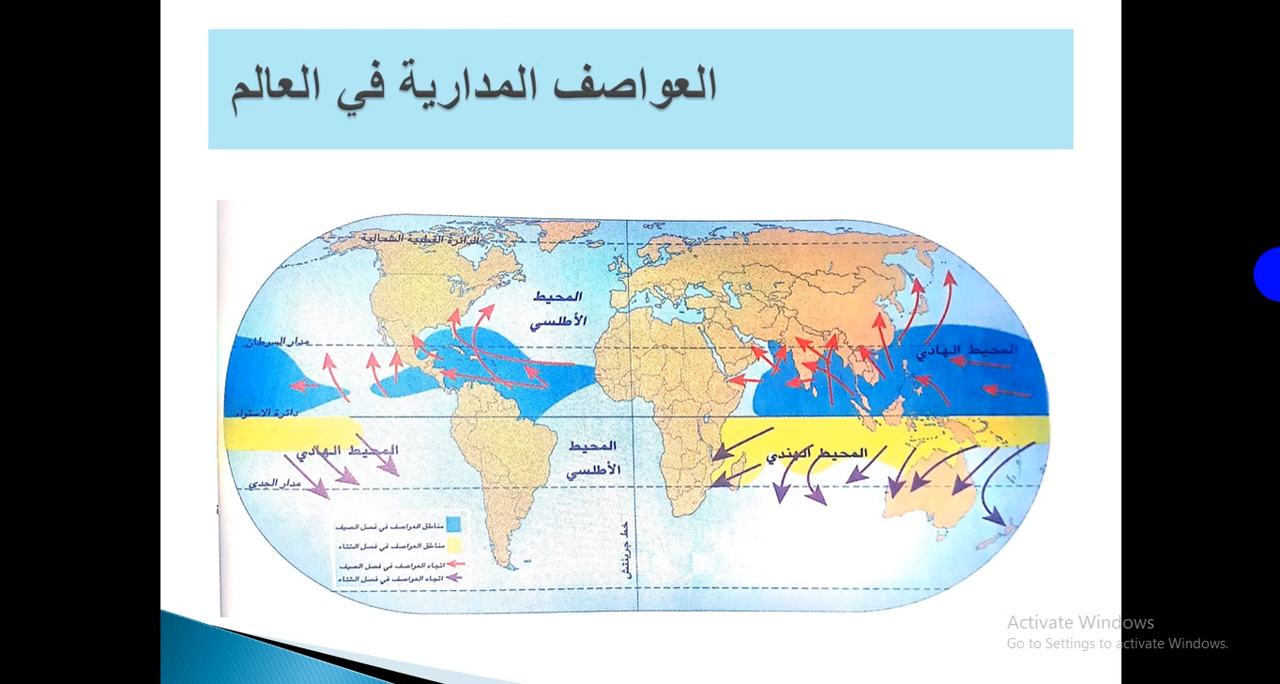 العواصف المدارية في العالم
الدائرة القطبية الشمالية
المحيط
الأطلسي
مدار السرطان
المحيط الهادي
دائرة الاستواء
المحيط الهادي
المحيط
الأطلسي
المحيط الهندي
مدار الجدي
خط جرينتش
مناطق العواصف في فصل الصيف
مناطق العواصف في فصل الشتاء
اتجاه العواصف في فصل الصيف
اتجاه العواصف في فصل الشتاء
Activate Windows
Go to Settings to activate Windows.